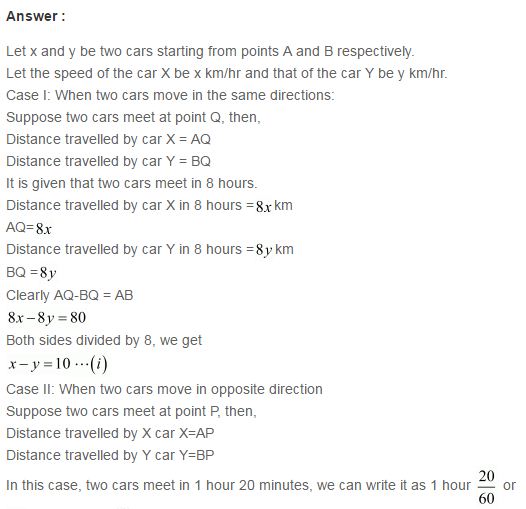 Answer :
Let x and y be two cars starting from points A and B respectively.
Let the speed of the car X be x km/hr and that of the car Y be y km/hr.
Case I: When two cars move in the same directions:
Suppose two cars meet at point Q, then,
Distance travelled by car X = AQ
Distance travelled by car Y = BQ
It is given that two cars meet in 8 hours.
Distance travelled by car X in 8 hours = 8x km
AQ= 8x
Distance travelled by car Y in 8 hours = 8y km
BQ = 8y
Clearly AQ-BQ = AB
8x – 8y = 80
Both sides divided by 8, we get
x – y = 10 ⋯(i)
Case II: When two cars move in opposite direction
Suppose two cars meet at point P, then,
Distance travelled by X car X=AP
Distance travelled by Y car Y=BP
In this case, two cars meet in 1 hour 20 minutes, we can write it as 1 hour 20/60 or